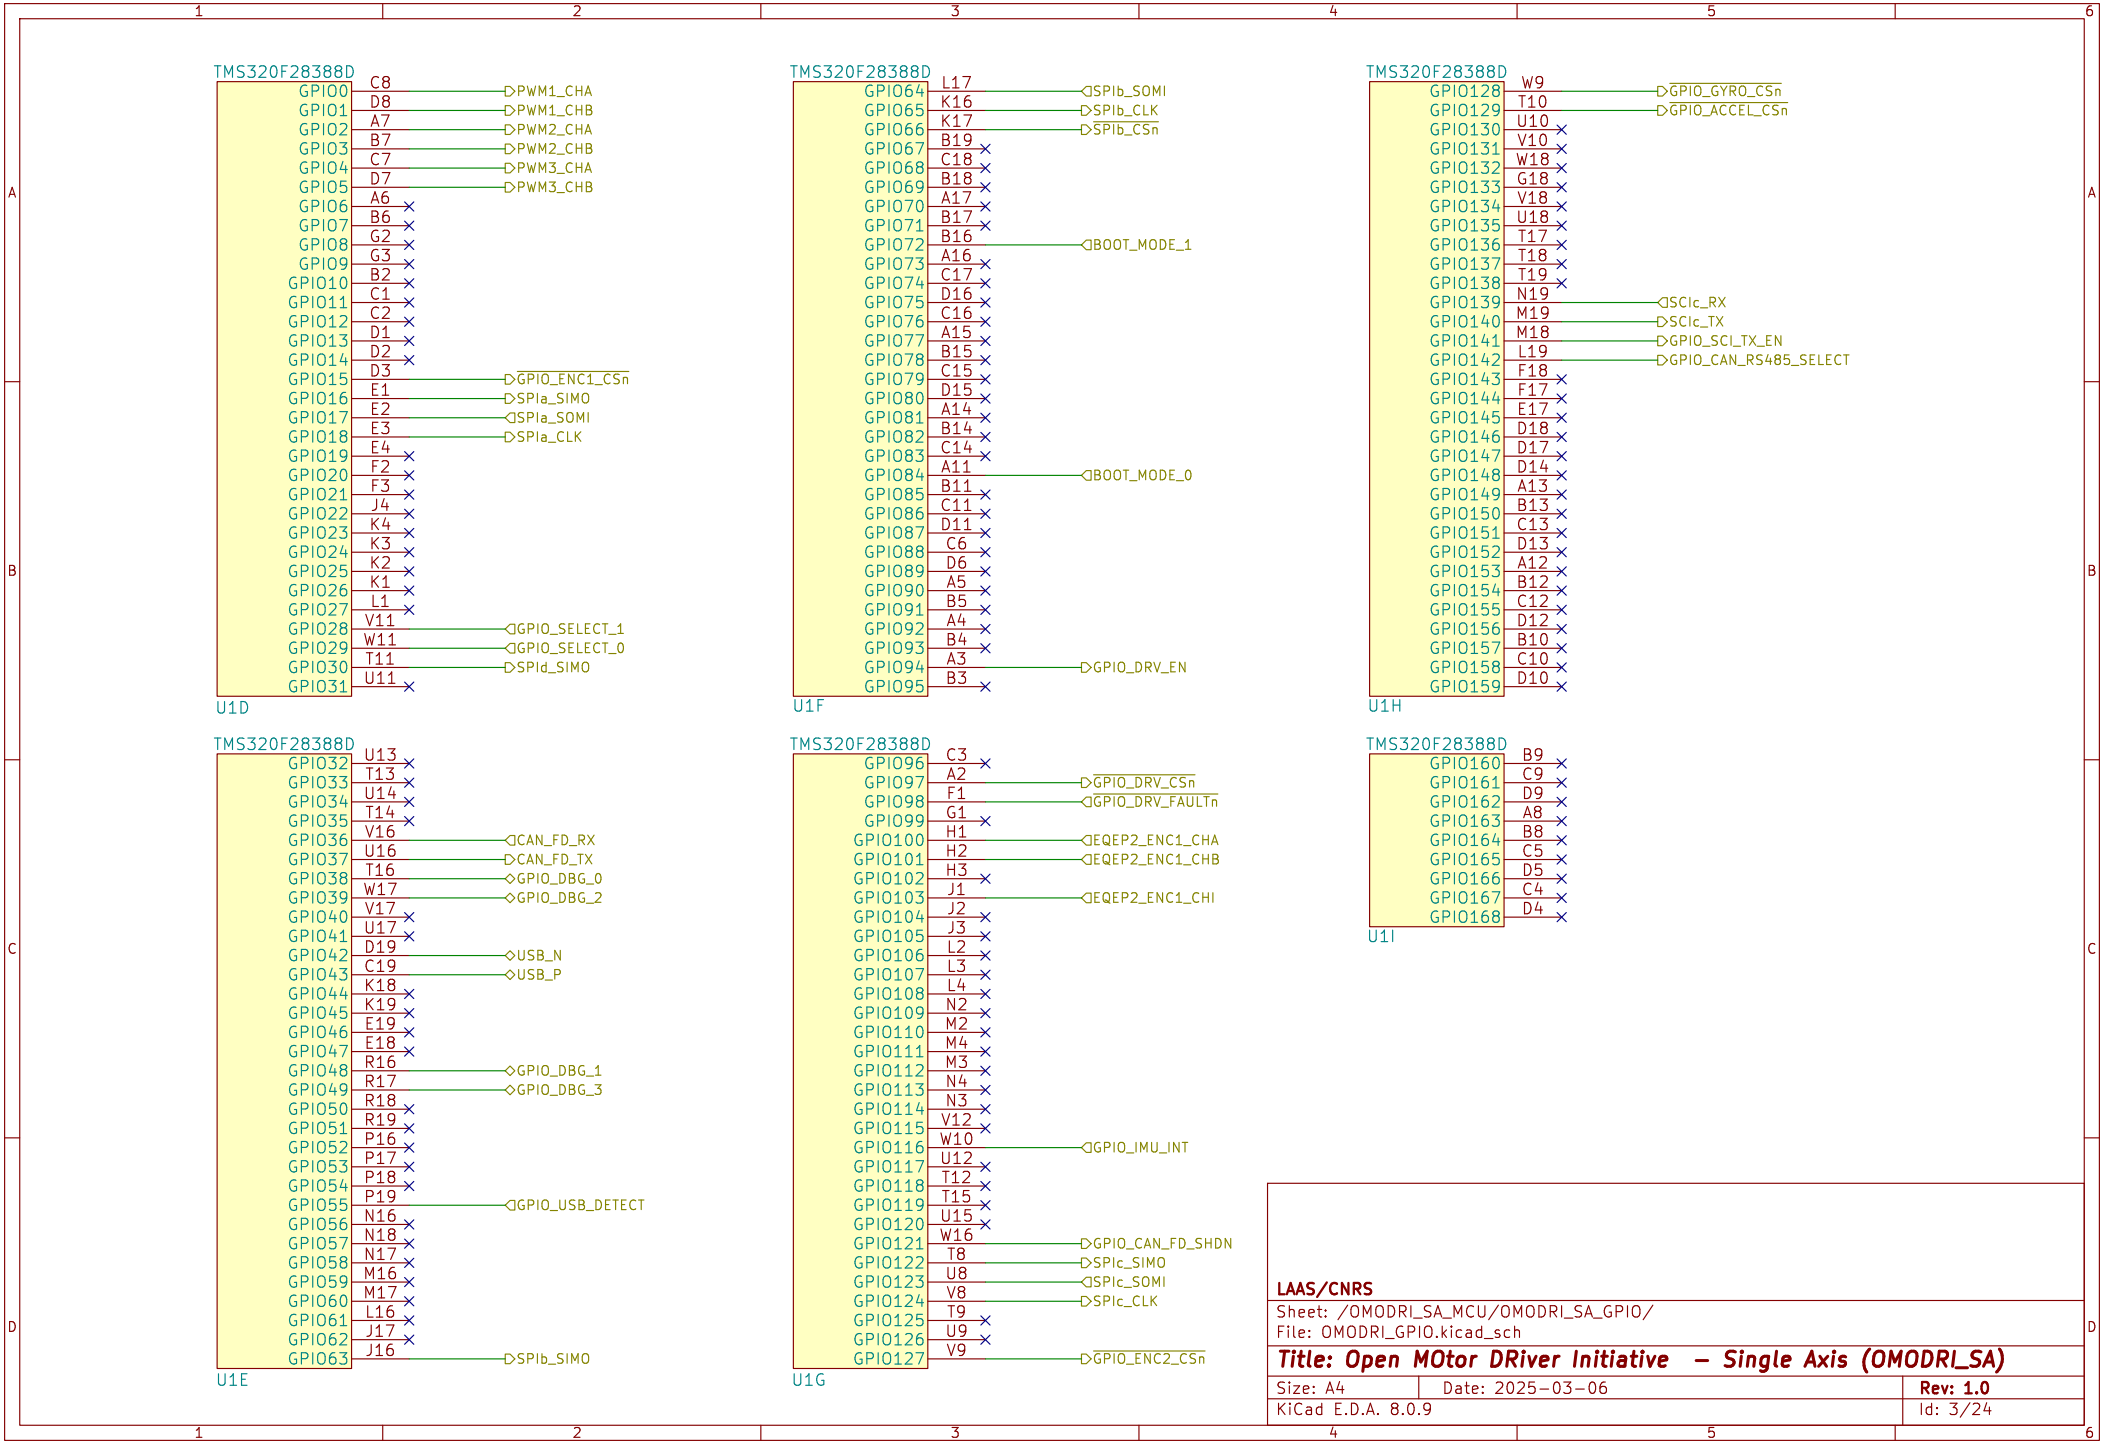 1 2 3 4 5 6
A
B
C
D
TMS320F28388D
GPIO0 C8 PWM1_CHA
GPIO1 D8 PWM1_CHB
GPIO2 A7 PWM2_CHA
GPIO3 B7 PWM2_CHB
GPIO4 C7 PWM3_CHA
GPIO5 D7 PWM3_CHB
GPIO6 A6
GPIO7 B6
GPIO8 G2
GPIO9 G3
GPIO10 B2
GPIO11 C1
GPIO12 C2
GPIO13 D1
GPIO14 D2
GPIO15 D3 GPIO_ENC1_CSn
GPIO16 E1 SPIa_SIMO
GPIO17 E2 SPIa_SOMI
GPIO18 E3 SPIa_CLK
GPIO19 E4
GPIO20 F2
GPIO21 F3
GPIO22 J4
GPIO23 K4
GPIO24 K3
GPIO25 K2
GPIO26 K1
GPIO27 L1
GPIO28 V11 GPIO_SELECT_1
GPIO29 W11 GPIO_SELECT_0
GPIO30 T11 SPId_SIMO
GPIO31 U11
U1D
TMS320F28388D
GPIO64 L17 SPIb_SOMI
GPIO65 K16 SPIb_CLK
GPIO66 K17 SPIb_CSn
GPIO67 B19
GPIO68 C18
GPIO69 B18
GPIO70 A17
GPIO71 B17
GPIO72 B16 BOOT_MODE_1
GPIO73 A16
GPIO74 C17
GPIO75 D16
GPIO76 C16
GPIO77 A15
GPIO78 B15
GPIO79 C15
GPIO80 D15
GPIO81 A14
GPIO82 B14
GPIO83 C14
GPIO84 A11 BOOT_MODE_0
GPIO85 B11
GPIO86 C11
GPIO87 D11
GPIO88 C6
GPIO89 D6
GPIO90 A5
GPIO91 B5
GPIO92 A4
GPIO93 B4
GPIO94 A3 GPIO_DRV_EN
GPIO95 B3
U1F
TMS320F28388D
GPIO128 W9 GPIO_GYRO_CSn
GPIO129 T10 GPIO_ACCEL_CSn
GPIO130 U10
GPIO131 V10
GPIO132 W18
GPIO133 G18
GPIO134 V18
GPIO135 U18
GPIO136 T17
GPIO137 T18
GPIO138 T19
GPIO139 N19 SCIc_RX
GPIO140 M19 SCIc_TX
GPIO141 M18 GPIO_SCI_TX_EN
GPIO142 L19 GPIO_CAN_RS485_SELECT
GPIO143 F18
GPIO144 F17
GPIO145 E17
GPIO146 D18
GPIO147 D17
GPIO148 D14
GPIO149 A13
GPIO150 B13
GPIO151 C13
GPIO152 D13
GPIO153 A12
GPIO154 B12
GPIO155 C12
GPIO156 D12
GPIO157 B10
GPIO158 C10
GPIO159 D10
U1H
TMS320F28388D
GPIO32 U13
GPIO33 T13
GPIO34 U14
GPIO35 T14
GPIO36 V16 CAN_FD_RX
GPIO37 U16 CAN_FD_TX
GPIO38 T16 GPIO_DBG_0
GPIO39 W17 GPIO_DBG_2
GPIO40 V17
GPIO41 U17
GPIO42 D19 USB_N
GPIO43 C19 USB_P
GPIO44 K18
GPIO45 K19
GPIO46 E19
GPIO47 E18
GPIO48 R16 GPIO_DBG_1
GPIO49 R17 GPIO_DBG_3
GPIO50 R18
GPIO51 R19
GPIO52 P16
GPIO53 P17
GPIO54 P18
GPIO55 P19 GPIO_USB_DETECT
GPIO56 N16
GPIO57 N18
GPIO58 N17
GPIO59 M16
GPIO60 M17
GPIO61 L16
GPIO62 J17
GPIO63 J16 SPIb_SIMO
U1E
TMS320F28388D
GPIO96 C3
GPIO97 A2 GPIO_DRV_CSn
GPIO98 F1 GPIO_DRV_FAULTn
GPIO99 G1
GPIO100 H1 EQEP2_ENC1_CHA
GPIO101 H2 EQEP2_ENC1_CHB
GPIO102 H3
GPIO103 J1 EQEP2_ENC1_CHI
GPIO104 J2
GPIO105 J3
GPIO106 L2
GPIO107 L3
GPIO108 L4
GPIO109 N2
GPIO110 M2
GPIO111 M4
GPIO112 M3
GPIO113 N4
GPIO114 N3
GPIO115 V12
GPIO116 W10 GPIO_IMU_INT
GPIO117 U12
GPIO118 T12
GPIO119 T15
GPIO120 U15
GPIO121 W16 GPIO_CAN_FD_SHDN
GPIO122 T8 SPIc_SIMO
GPIO123 U8 SPIc_SOMI
GPIO124 V8 SPIc_CLK
GPIO125 T9
GPIO126 U9
GPIO127 V9 GPIO_ENC2_CSn
U1G
TMS320F28388D
GPIO160 B9
GPIO161 C9
GPIO162 D9
GPIO163 A8
GPIO164 B8
GPIO165 C5
GPIO166 D5
GPIO167 C4
GPIO168 D4
U1I
LAAS/CNRS
Sheet: /OMODRI_SA_MCU/OMODRI_SA_GPIO/
File: OMODRI_GPIO.kicad_sch
Title: Open MOtor DRiver Initiative – Single Axis (OMODRI_SA)
Size: A4 Date: 2025-03-06 Rev: 1.0
KiCad E.D.A. 8.0.9 Id: 3/24
A
B
C
D
1 2 3 4 5 6